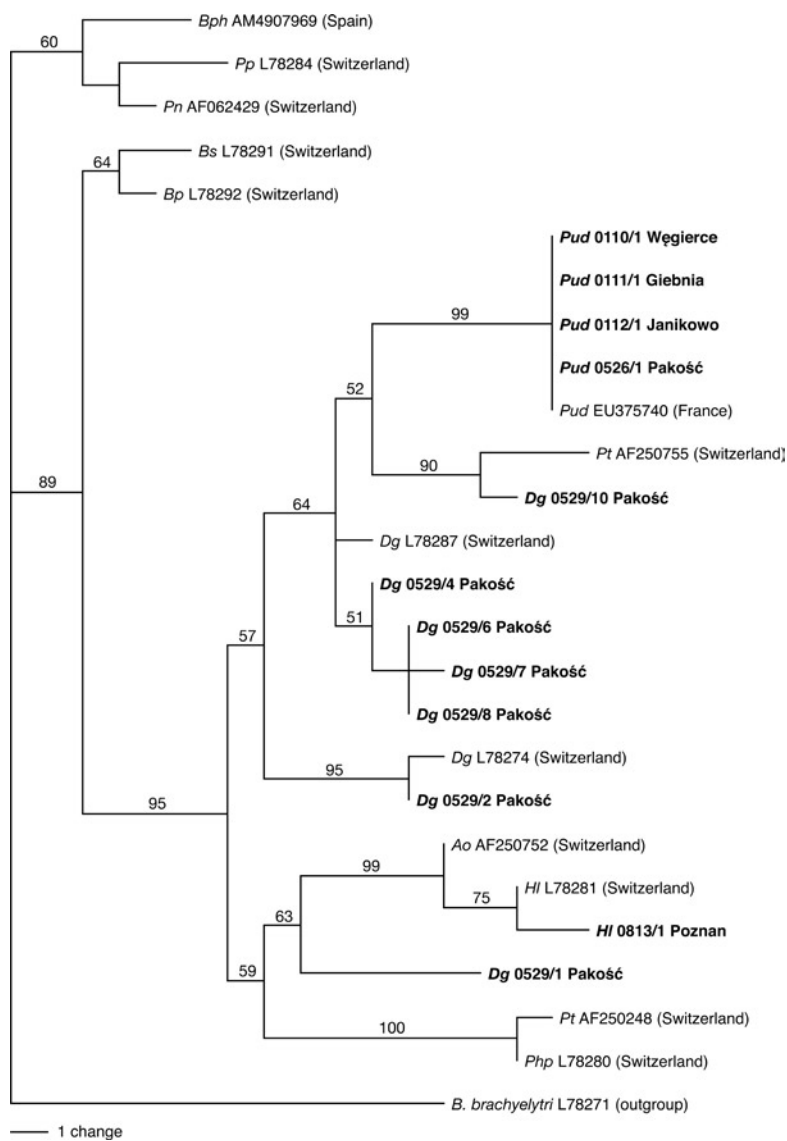 Bph AM4907969 (Spain)
60
Pp L78284 (Switzerland)
Pn AF062429 (Switzerland)
Bs L78291 (Switzerland)
64
Bp L78292 (Switzerland)
Pud 0110/1 Węgierce
Pud 0111/1 Giebnia
99
Pud 0112/1 Janikowo
Pud 0526/1 Pakość
52
Pud EU375740 (France)
Pt AF250755 (Switzerland)
90
89
Dg 0529/10 Pakość
64
Dg L78287 (Switzerland)
Dg 0529/4 Pakość
51
Dg 0529/6 Pakość
57
Dg 0529/7 Pakość
Dg 0529/8 Pakość
Dg L78274 (Switzerland)
95
Dg 0529/2 Pakość
95
Ao AF250752 (Switzerland)
99
Hl L78281 (Switzerland)
75
63
Hl 0813/1 Poznan
59
Dg 0529/1 Pakość
Pt AF250248 (Switzerland)
100
Php L78280 (Switzerland)
B. brachyelytri L78271 (outgroup)
1 change